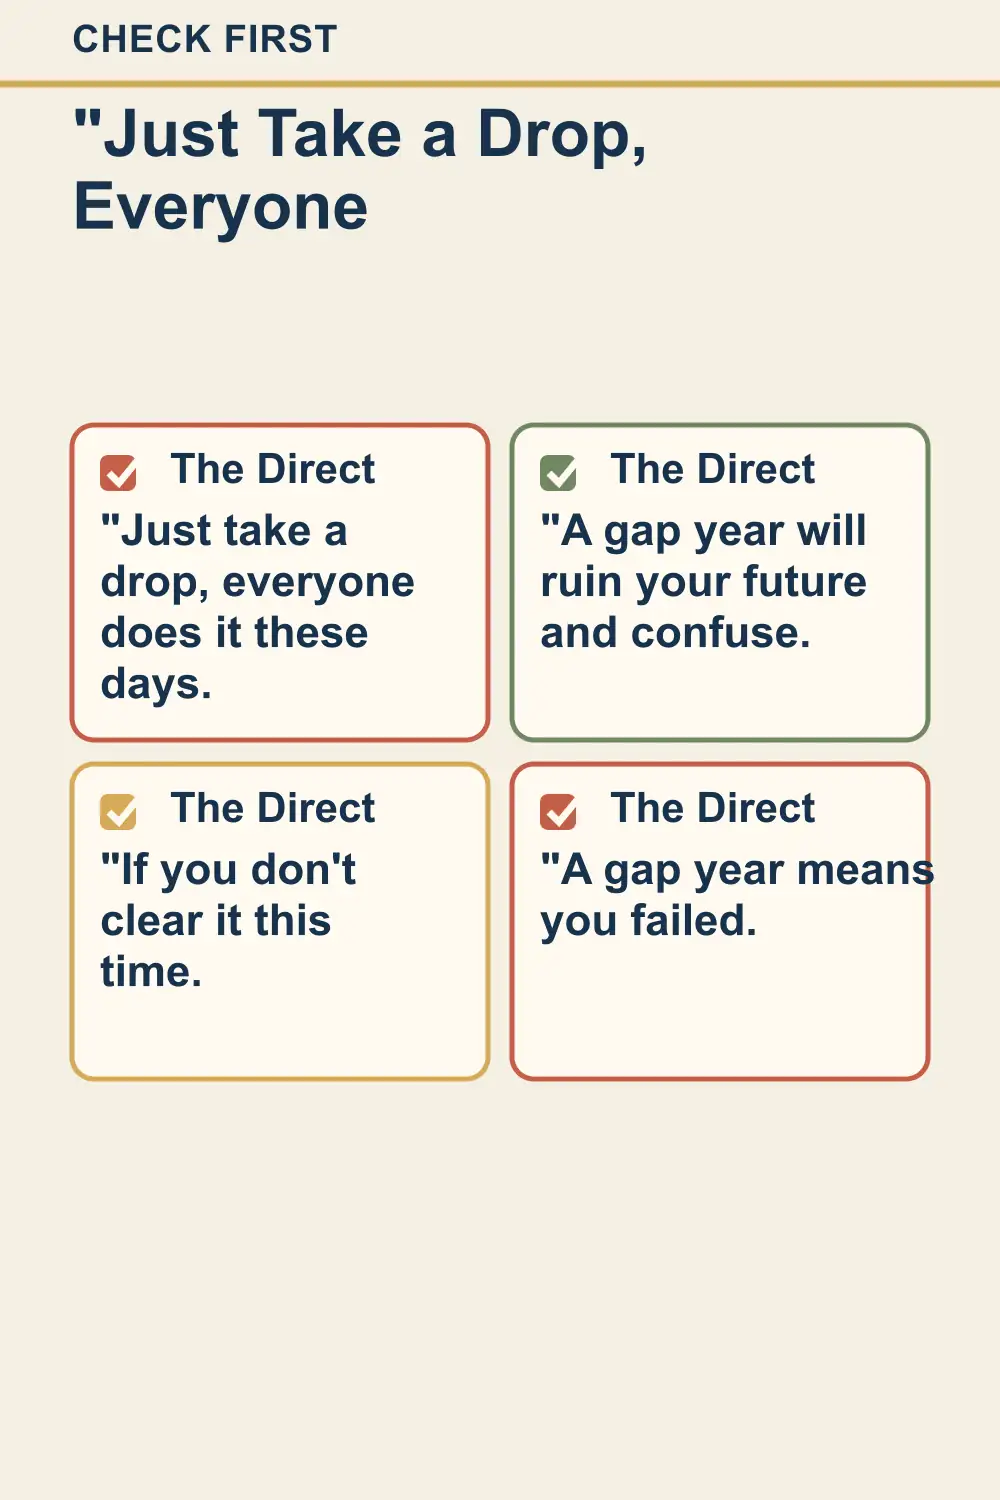 CHECK FIRST
"Just Take a Drop,
Everyone
The Direct
"Just take a
drop, everyone
does it these
days.
The Direct
"A gap year will
ruin your future
and confuse.
The Direct
"If you don't
clear it this
time.
The Direct
"A gap year means
you failed.